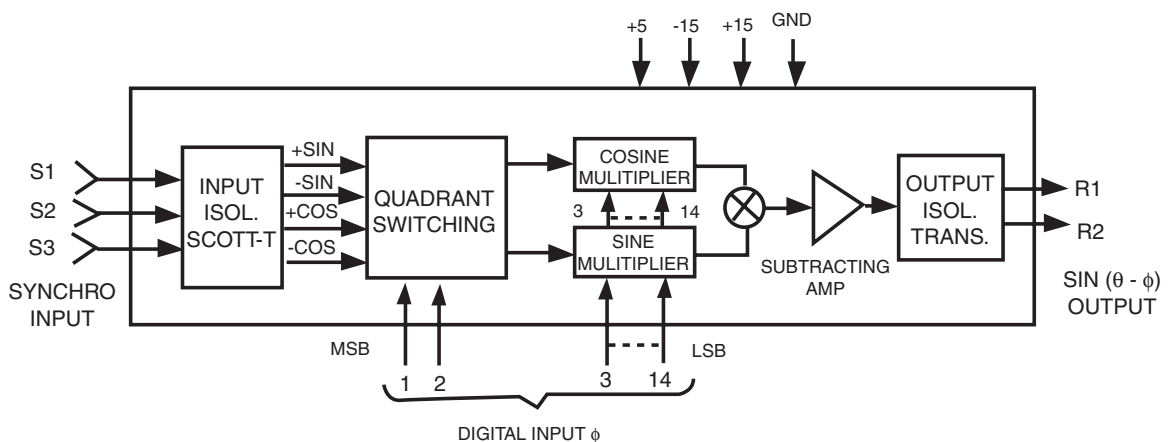 +5
-15
+15
GND
S1
S2
S3
SYNCHRO
INPUT
INPUT
ISOL.
SCOTT-T
+SIN
-SIN
+COS
-COS
QUADRANT
SWITCHING
COSINE
MULITIPLIER
3
14
SINE
MULITIPLIER
SUBTRACTING
AMP
OUTPUT
ISOL.
TRANS.
R1
R2
SIN (θ - φ)
OUTPUT
MSB
LSB
1
2
3
14
DIGITAL INPUT φ